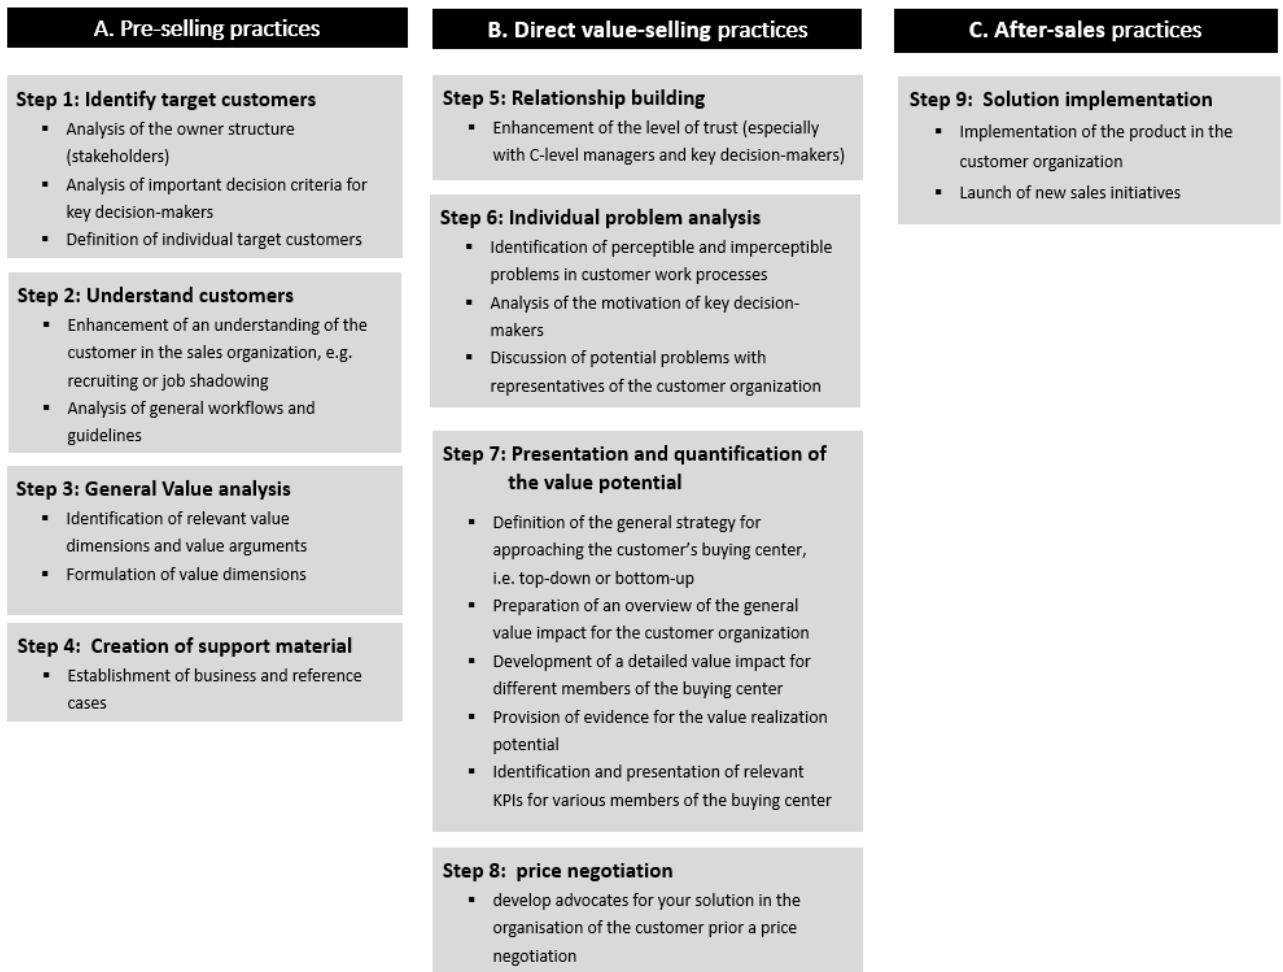 A. Pre-selling practices
Step 1: Identify target customers
▪ Analysis of the owner structure
(stakeholders)
▪ Analysis of important decision criteria for
key decision-makers
▪ Definition of individual target customers
Step 2: Understand customers
▪ Enhancement of an understanding of the
customer in the sales organization, e.g.
recruiting or job shadowing
▪ Analysis of general workflows and
guidelines
Step 3: General Value analysis
▪ Identification of relevant value
dimensions and value arguments
▪ Formulation of value dimensions
Step 4:  Creation of support material
▪ Establishment of business and reference
cases
B. Direct value-selling practices
Step 5: Relationship building
▪ Enhancement of the level of trust (especially
with C-level managers and key decision-makers)
Step 6: Individual problem analysis
▪ Identification of perceptible and imperceptible
problems in customer work processes
▪ Analysis of the motivation of key decision-
makers
▪ Discussion of potential problems with
representatives of the customer organization
Step 7: Presentation and quantification of
the value potential
▪ Definition of the general strategy for
approaching the customer’s buying center,
i.e. top-down or bottom-up
▪ Preparation of an overview of the general
value impact for the customer organization
▪ Development of a detailed value impact for
different members of the buying center
▪ Provision of evidence for the value realization
potential
▪ Identification and presentation of relevant
KPIs for various members of the buying center
Step 8:  price negotiation
▪ develop advocates for your solution in the
organisation of the customer prior a price
negotiation
C. After-sales practices
Step 9:  Solution implementation
▪ Implementation of the product in the
customer organization
▪ Launch of new sales initiatives